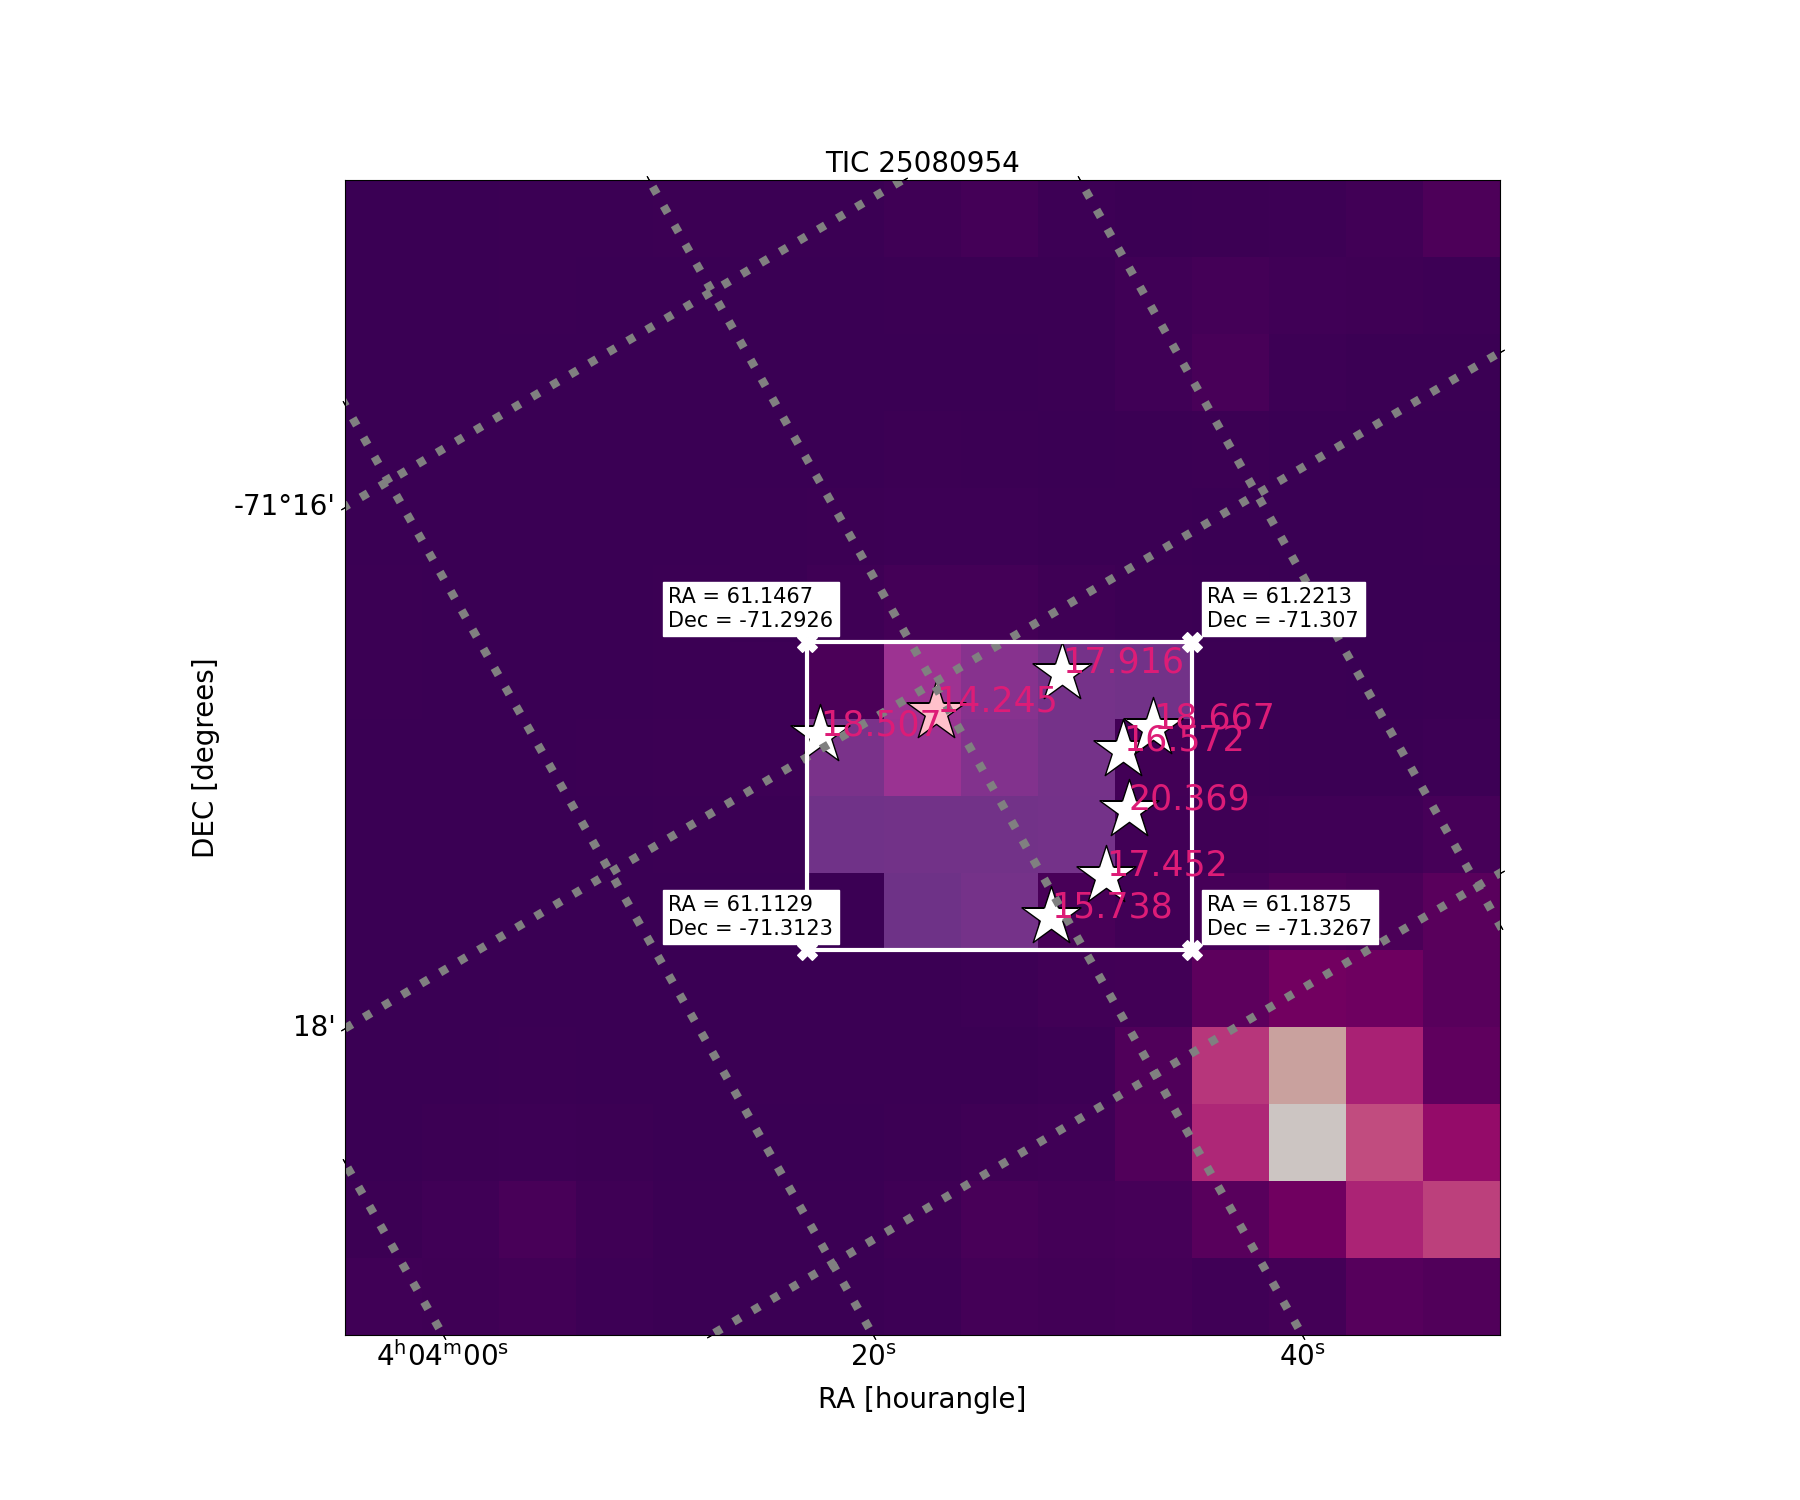 TIC 25080954
-71°16'
RA = 61.1467
Dec = -71.2926
RA = 61.2213
Dec = -71.307
17.916
14.245
18.507
18.667
16.572
20.369
17.452
15.738
DEC [degrees]
RA = 61.1129
Dec = -71.3123
RA = 61.1875
Dec = -71.3267
18'
4ʰ04ᵐ00ˢ
20ˢ
40ˢ
RA [hourangle]